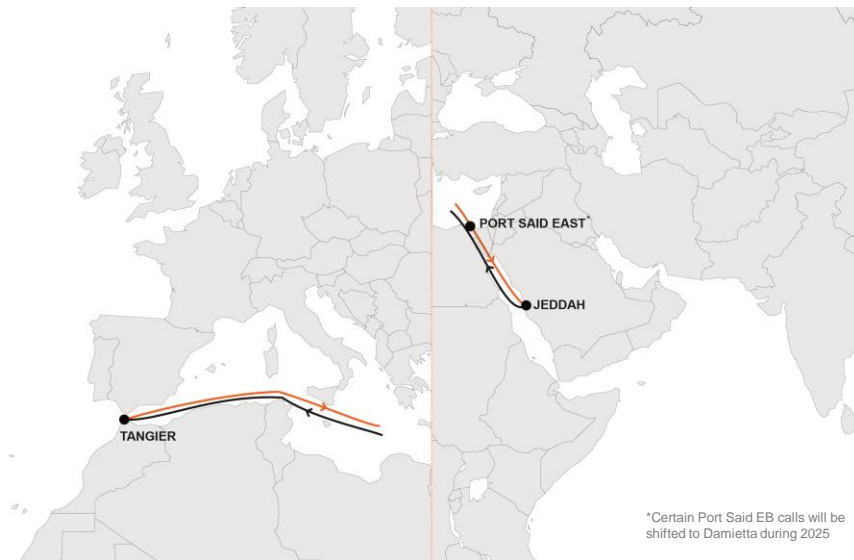 PORT SAID EAST*
JEDDAH
TANGIER
*Certain Port Said EB calls will be
shifted to Damietta during 2025